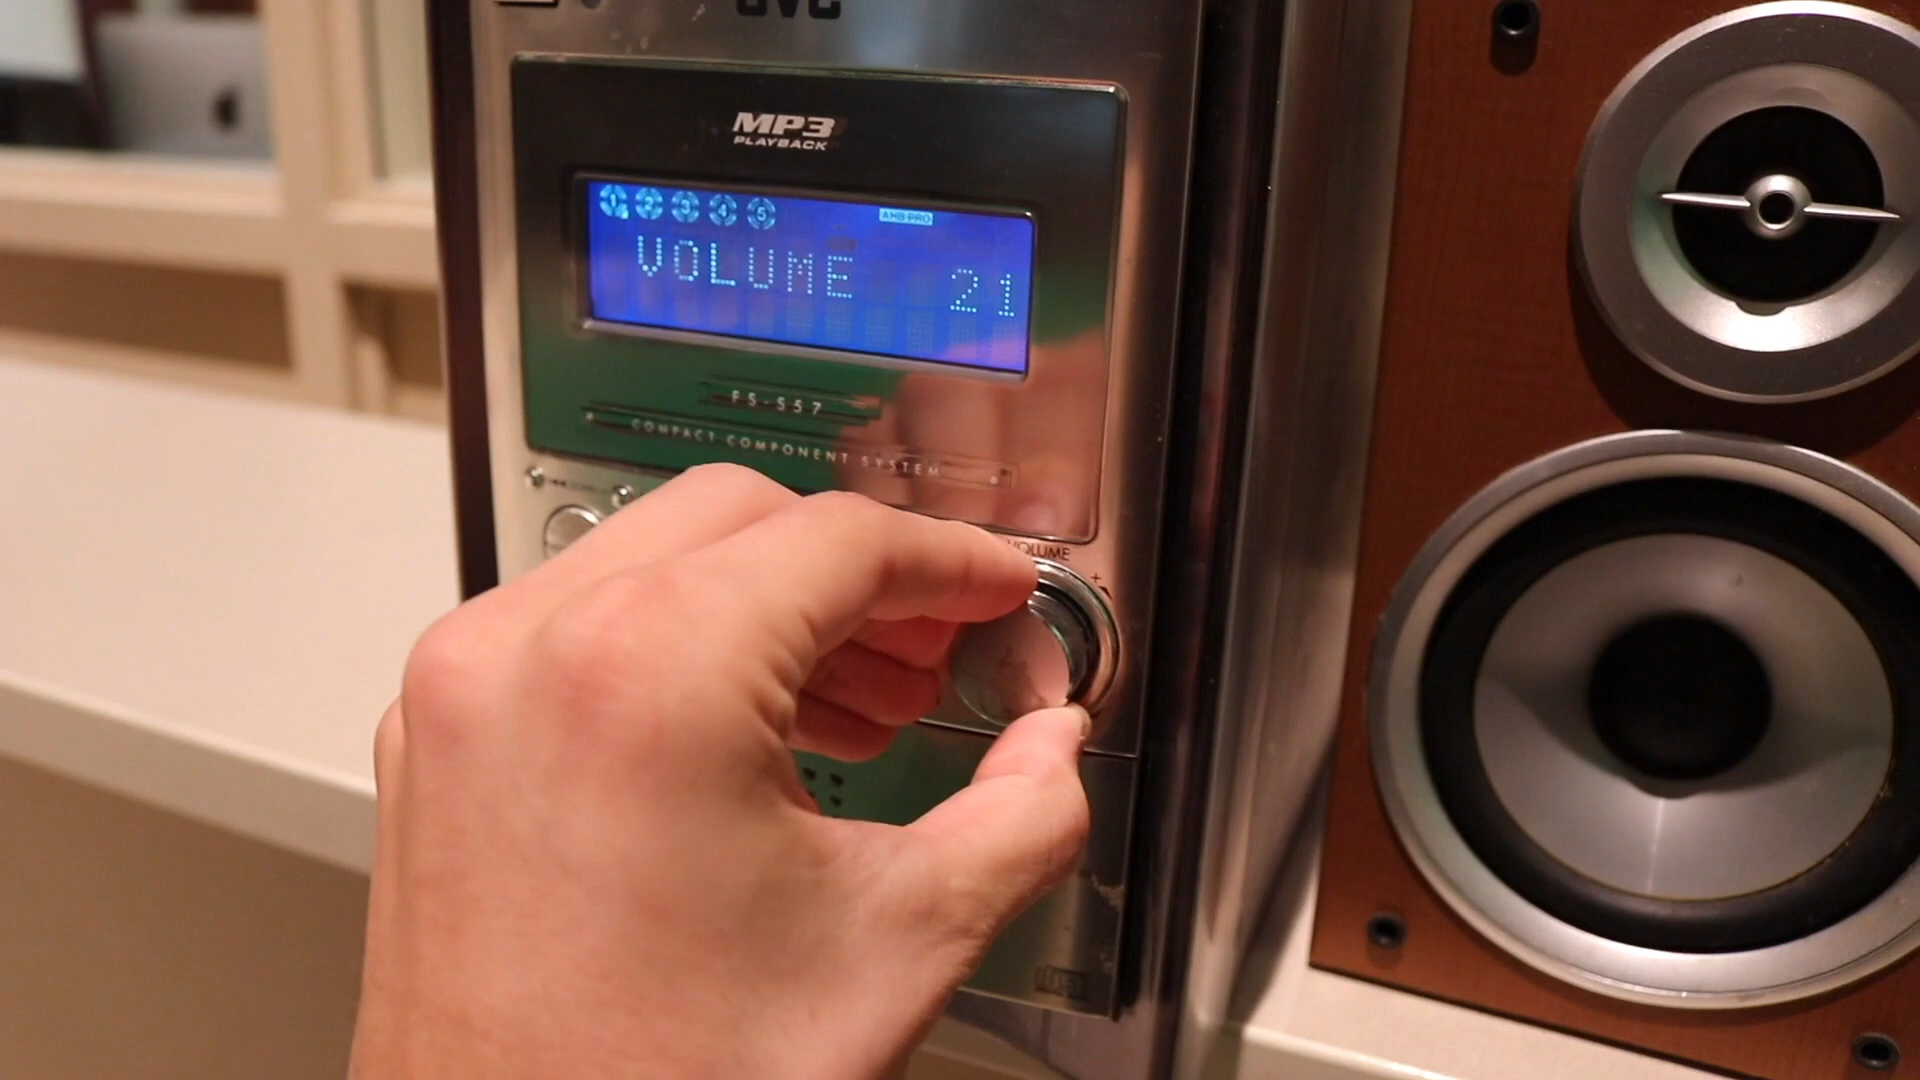 JVC
MP3
PLAYBACK
1 2 3 4 5 AHB PRO
VOLUME 21
FS-S57
COMPACT COMPONENT SYSTEM
VOLUME
+